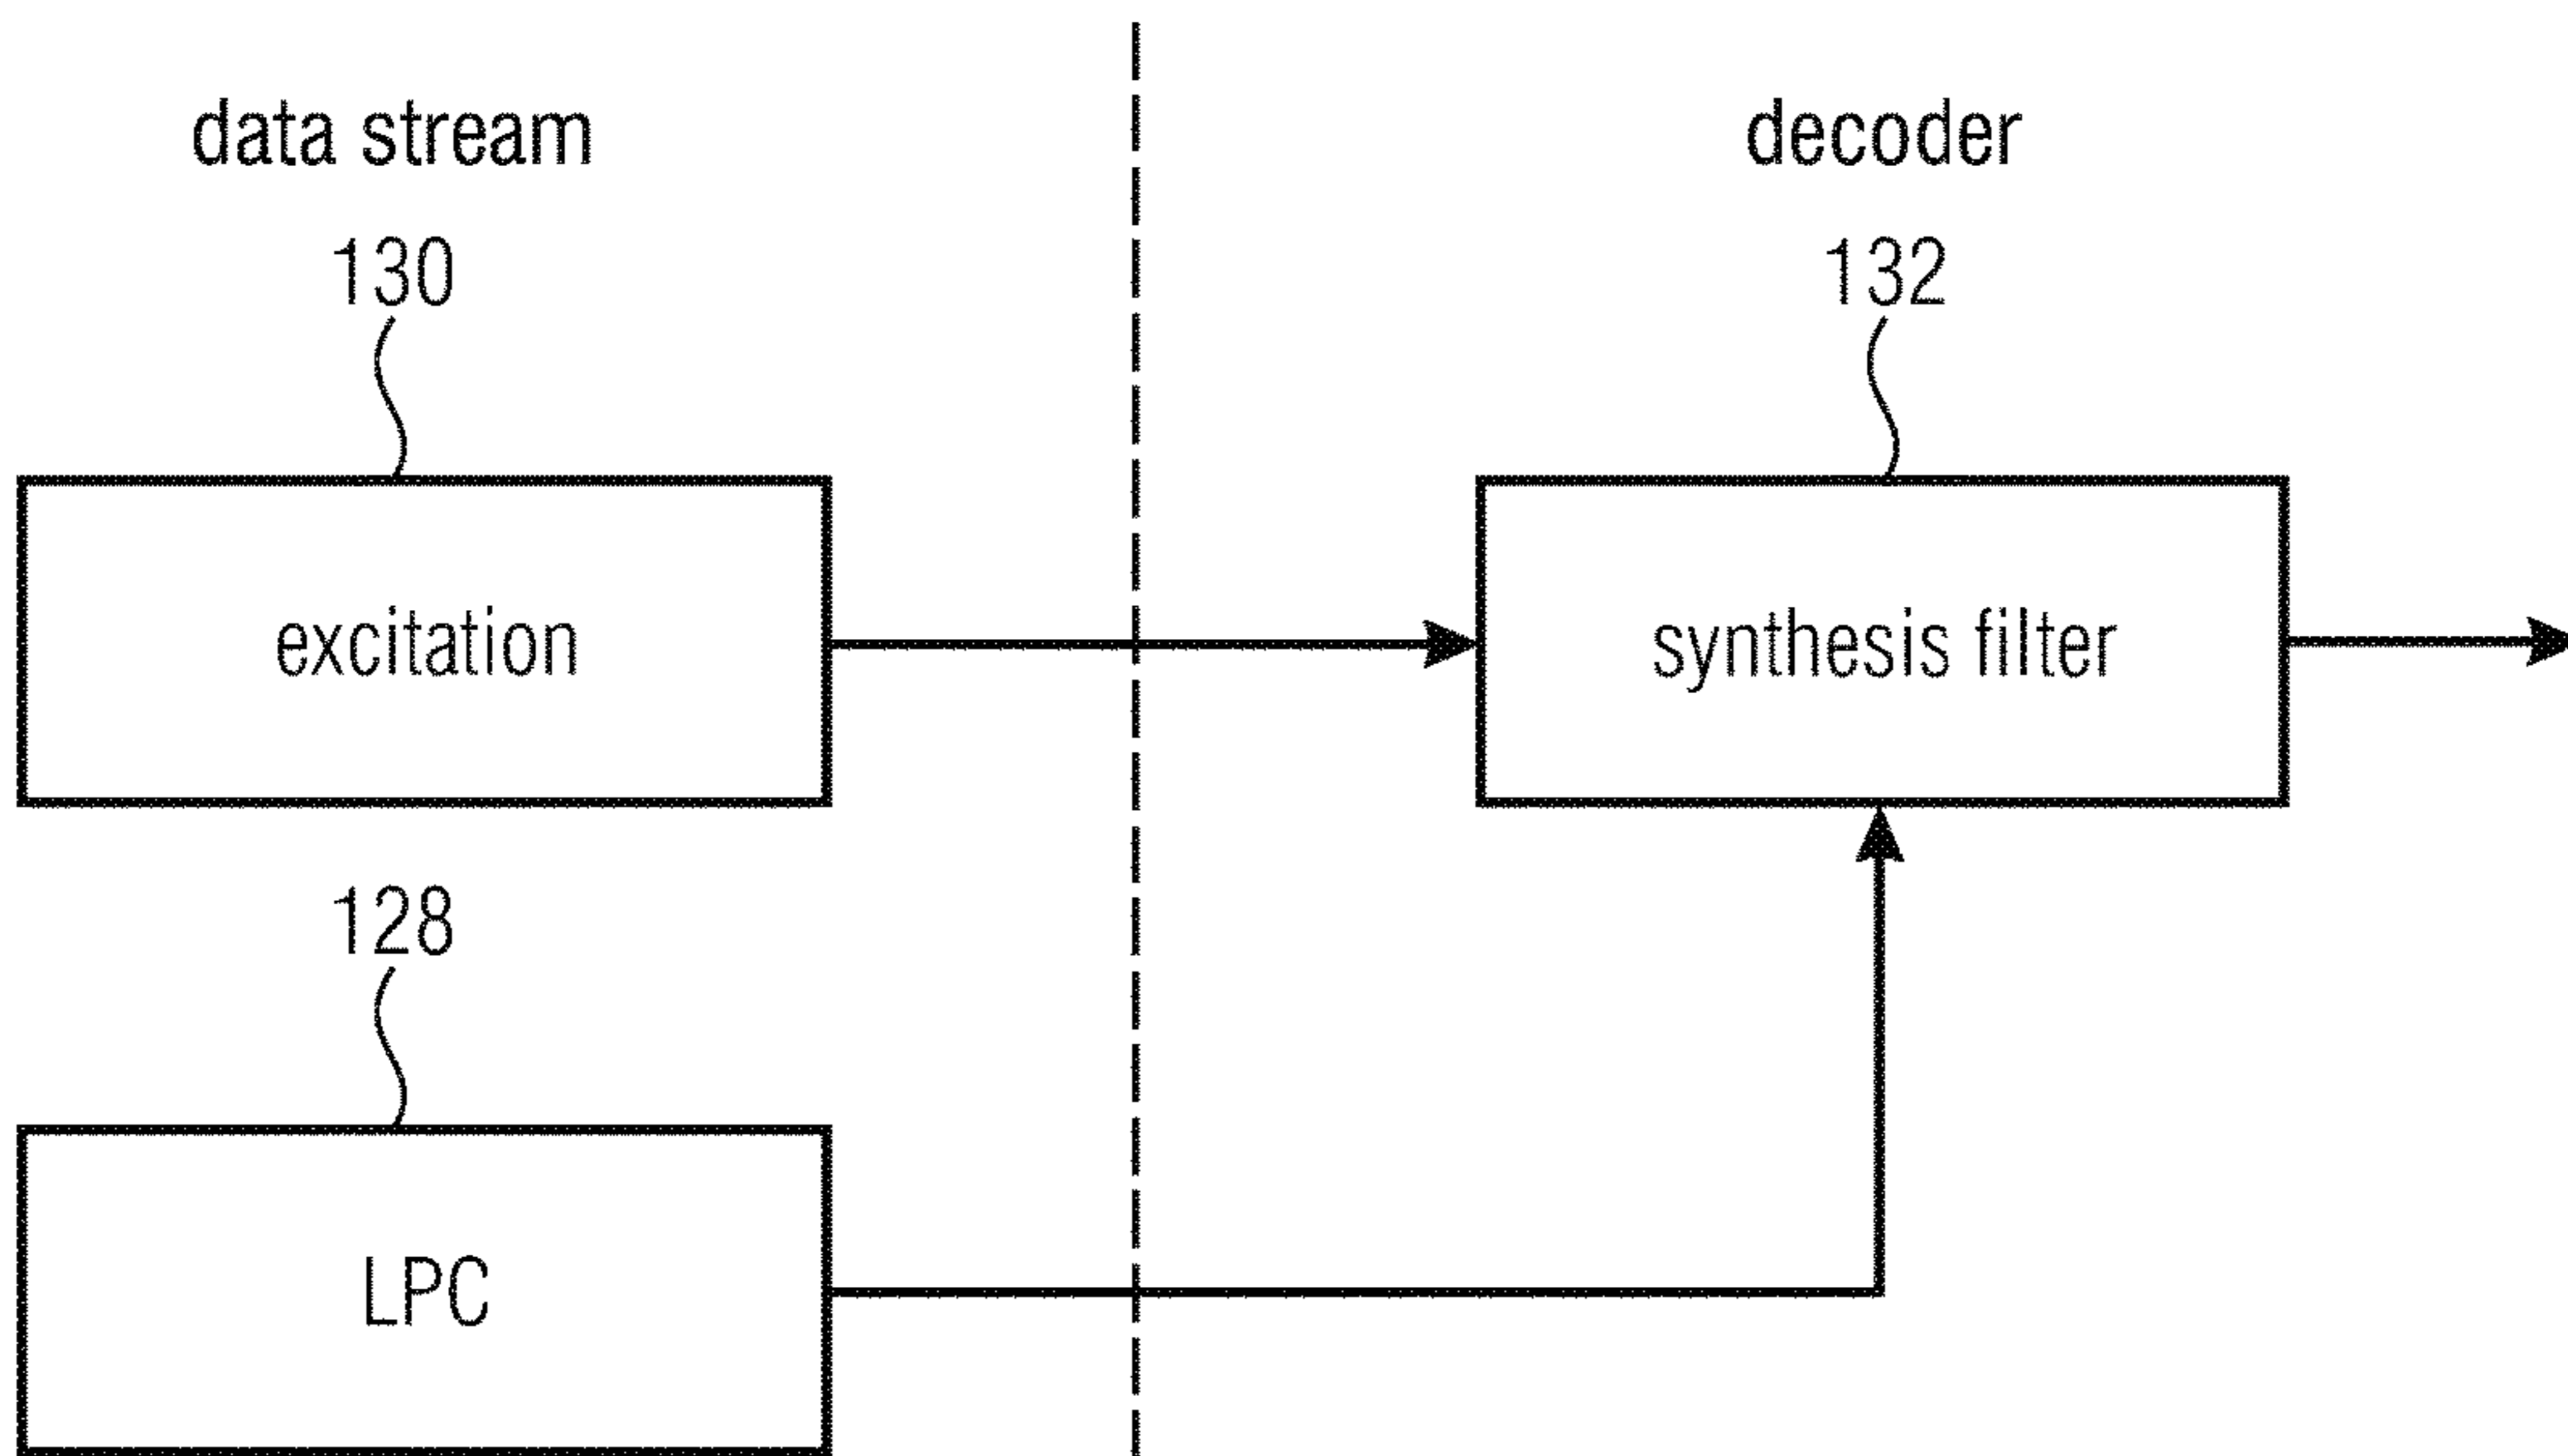 data stream
decoder
130
132
excitation
synthesis filter
128
LPC